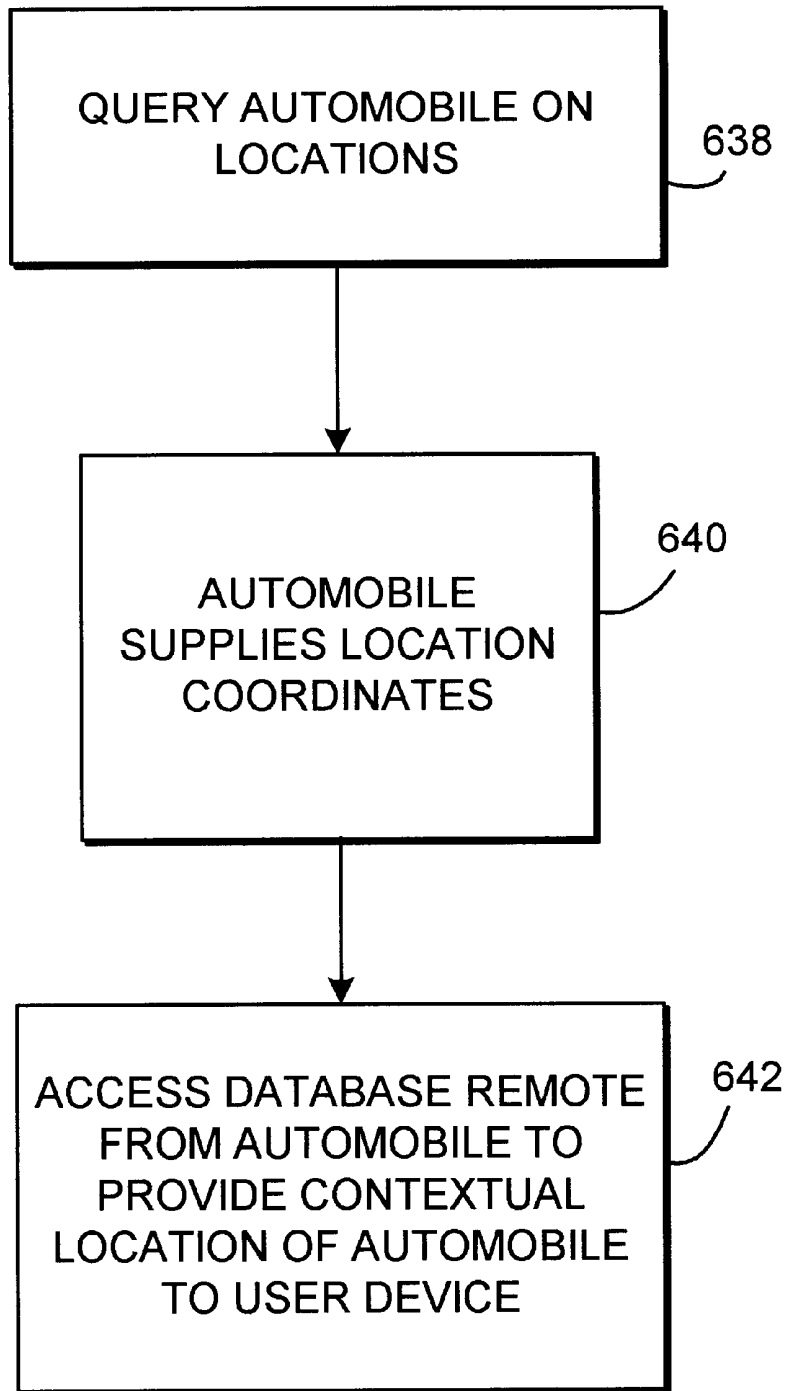 QUERY AUTOMOBILE ON
LOCATIONS
638
AUTOMOBILE
SUPPLIES LOCATION
COORDINATES
640
ACCESS DATABASE REMOTE
FROM AUTOMOBILE TO
PROVIDE CONTEXTUAL
LOCATION OF AUTOMOBILE
TO USER DEVICE
642